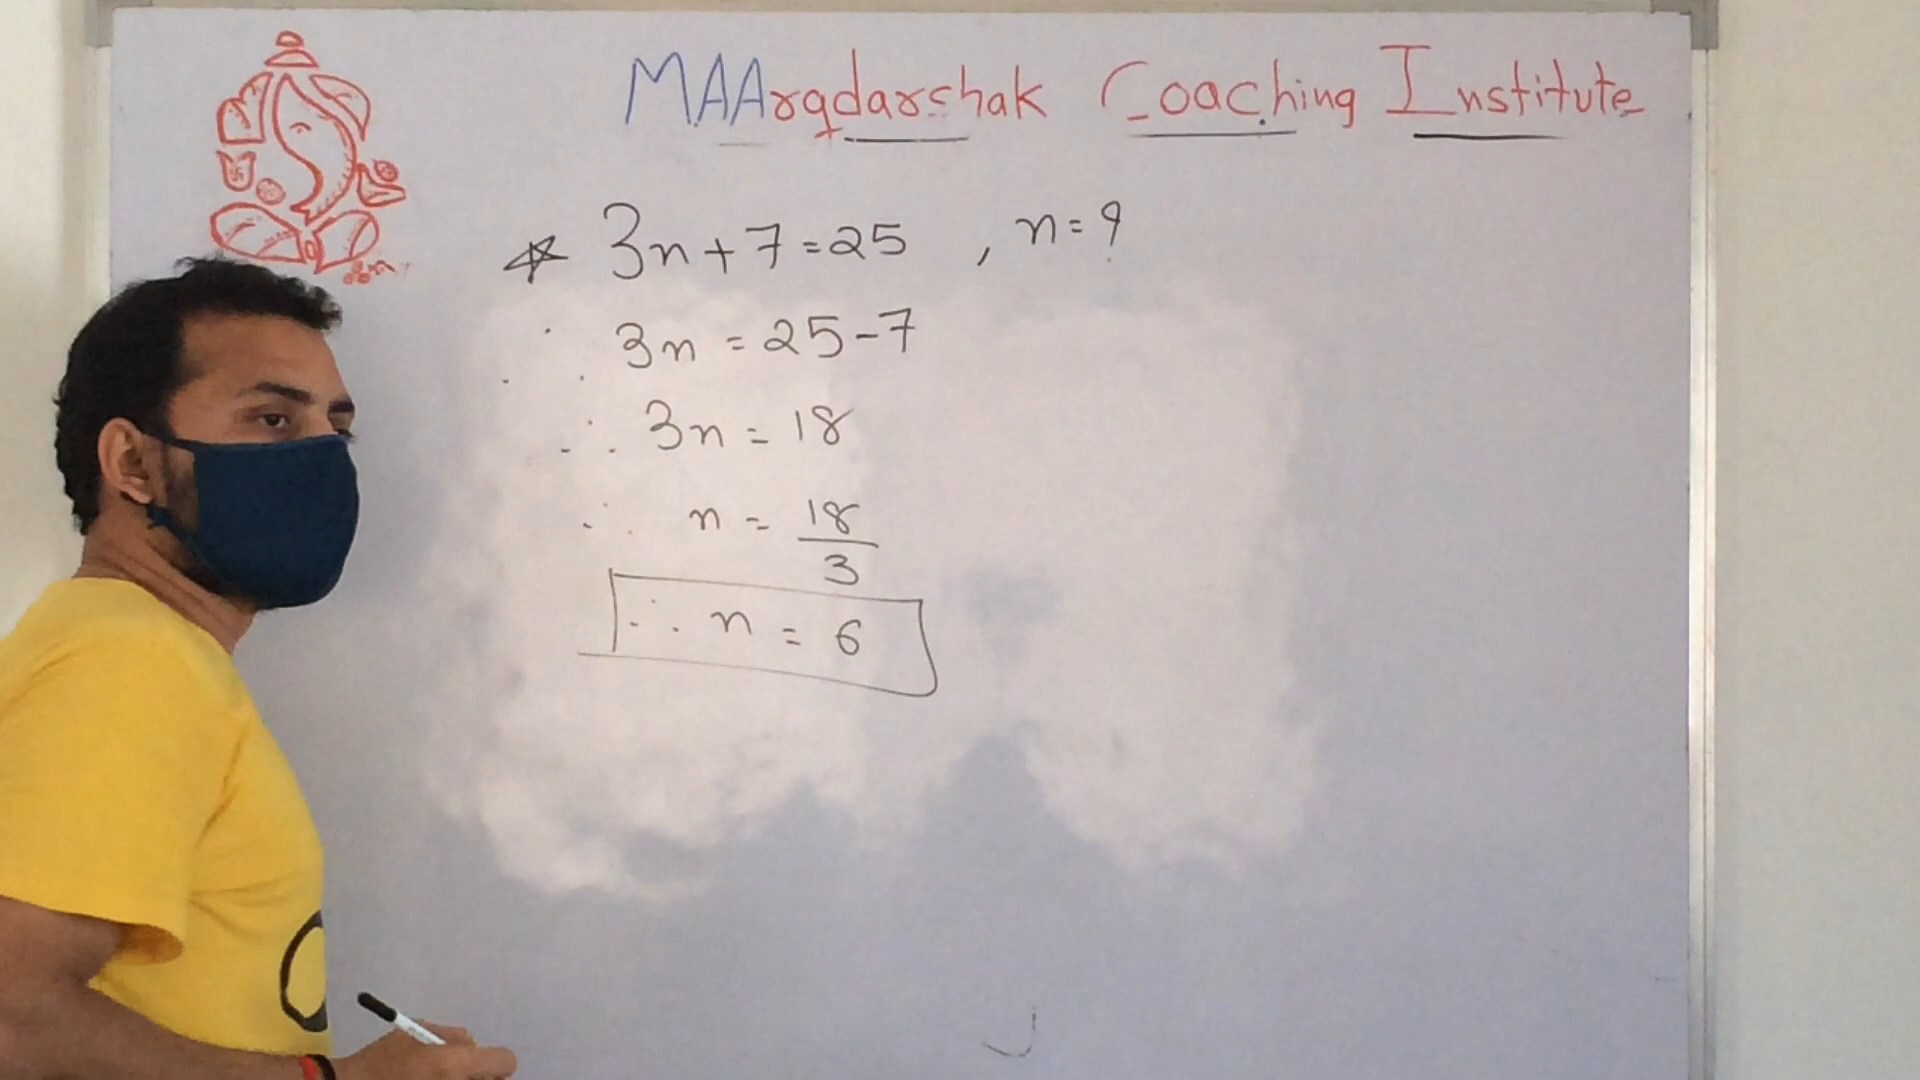 MAArgdarshak Coaching Institute
* 3n+7=25 , n=?
∴ 3n = 25-7
∴ 3n = 18
∴ n = 18/3
∴ n = 6